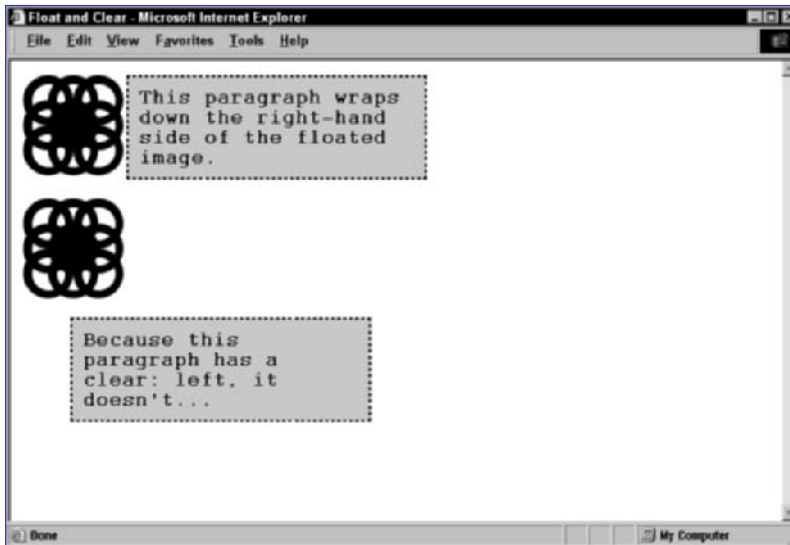 Float and Clear - Microsoft Internet Explorer
File Edit View Favorites Tools Help
This paragraph wraps
down the right-hand
side of the floated
image.
Because this
paragraph has a
clear: left, it
doesn't...
Done My Computer